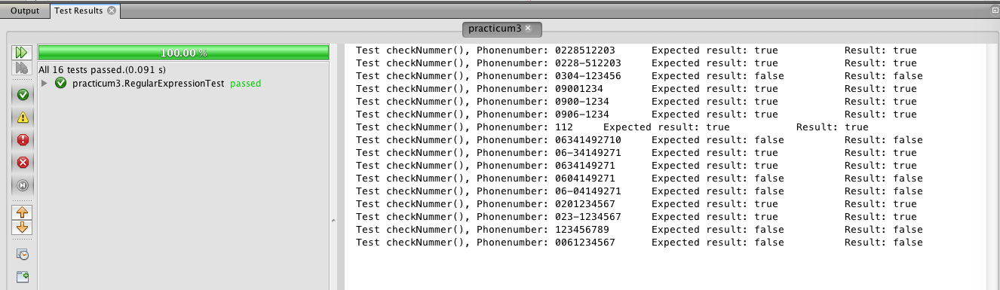 Output Test Results
practicum3
100.00 %
All 16 tests passed.(0.091 s)
practicum3.RegularExpressionTest passed
Test checkNummer(), Phonenumber: 0228512203 Expected result: true Result: true
Test checkNummer(), Phonenumber: 0228-512203 Expected result: true Result: true
Test checkNummer(), Phonenumber: 0304-123456 Expected result: false Result: false
Test checkNummer(), Phonenumber: 09001234 Expected result: true Result: true
Test checkNummer(), Phonenumber: 0900-1234 Expected result: true Result: true
Test checkNummer(), Phonenumber: 0906-1234 Expected result: true Result: true
Test checkNummer(), Phonenumber: 112 Expected result: true Result: true
Test checkNummer(), Phonenumber: 06341492710 Expected result: false Result: false
Test checkNummer(), Phonenumber: 06-34149271 Expected result: true Result: true
Test checkNummer(), Phonenumber: 0634149271 Expected result: true Result: true
Test checkNummer(), Phonenumber: 0604149271 Expected result: false Result: false
Test checkNummer(), Phonenumber: 06-04149271 Expected result: false Result: false
Test checkNummer(), Phonenumber: 0201234567 Expected result: true Result: true
Test checkNummer(), Phonenumber: 023-1234567 Expected result: true Result: true
Test checkNummer(), Phonenumber: 123456789 Expected result: false Result: false
Test checkNummer(), Phonenumber: 0061234567 Expected result: false Result: false